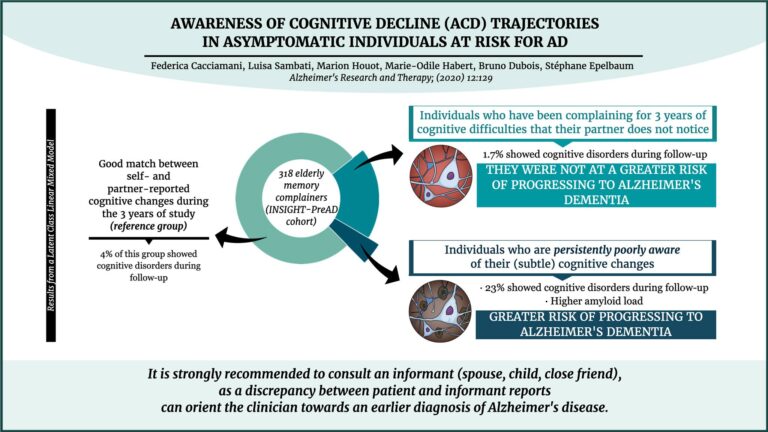 AWARENESS OF COGNITIVE DECLINE (ACD) TRAJECTORIES
IN ASYMPTOMATIC INDIVIDUALS AT RISK FOR AD
Federica Cacciamani, Luisa Sambati, Marion Houot, Marie-Odile Habert, Bruno Dubois, Stéphane Epelbaum
Alzheimer's Research and Therapy; (2020) 12:129
Results from a Latent Class Linear Mixed Model
Good match between
self- and
partner-reported
cognitive changes during
the 3 years of study
(reference group)
4% of this group showed
cognitive disorders during
follow-up
318 elderly
memory
complainers
(INSIGHT-PreAD
cohort)
Individuals who have been complaining for 3 years of
cognitive difficulties that their partner does not notice
1.7% showed cognitive disorders during follow-up
THEY WERE NOT AT A GREATER RISK
OF PROGRESSING TO ALZHEIMER'S
DEMENTIA
Individuals who are persistently poorly aware
of their (subtle) cognitive changes
· 23% showed cognitive disorders during follow-up
· Higher amyloid load
GREATER RISK OF PROGRESSING TO
ALZHEIMER'S DEMENTIA
It is strongly recommended to consult an informant (spouse, child, close friend),
as a discrepancy between patient and informant reports
can orient the clinician towards an earlier diagnosis of Alzheimer's disease.